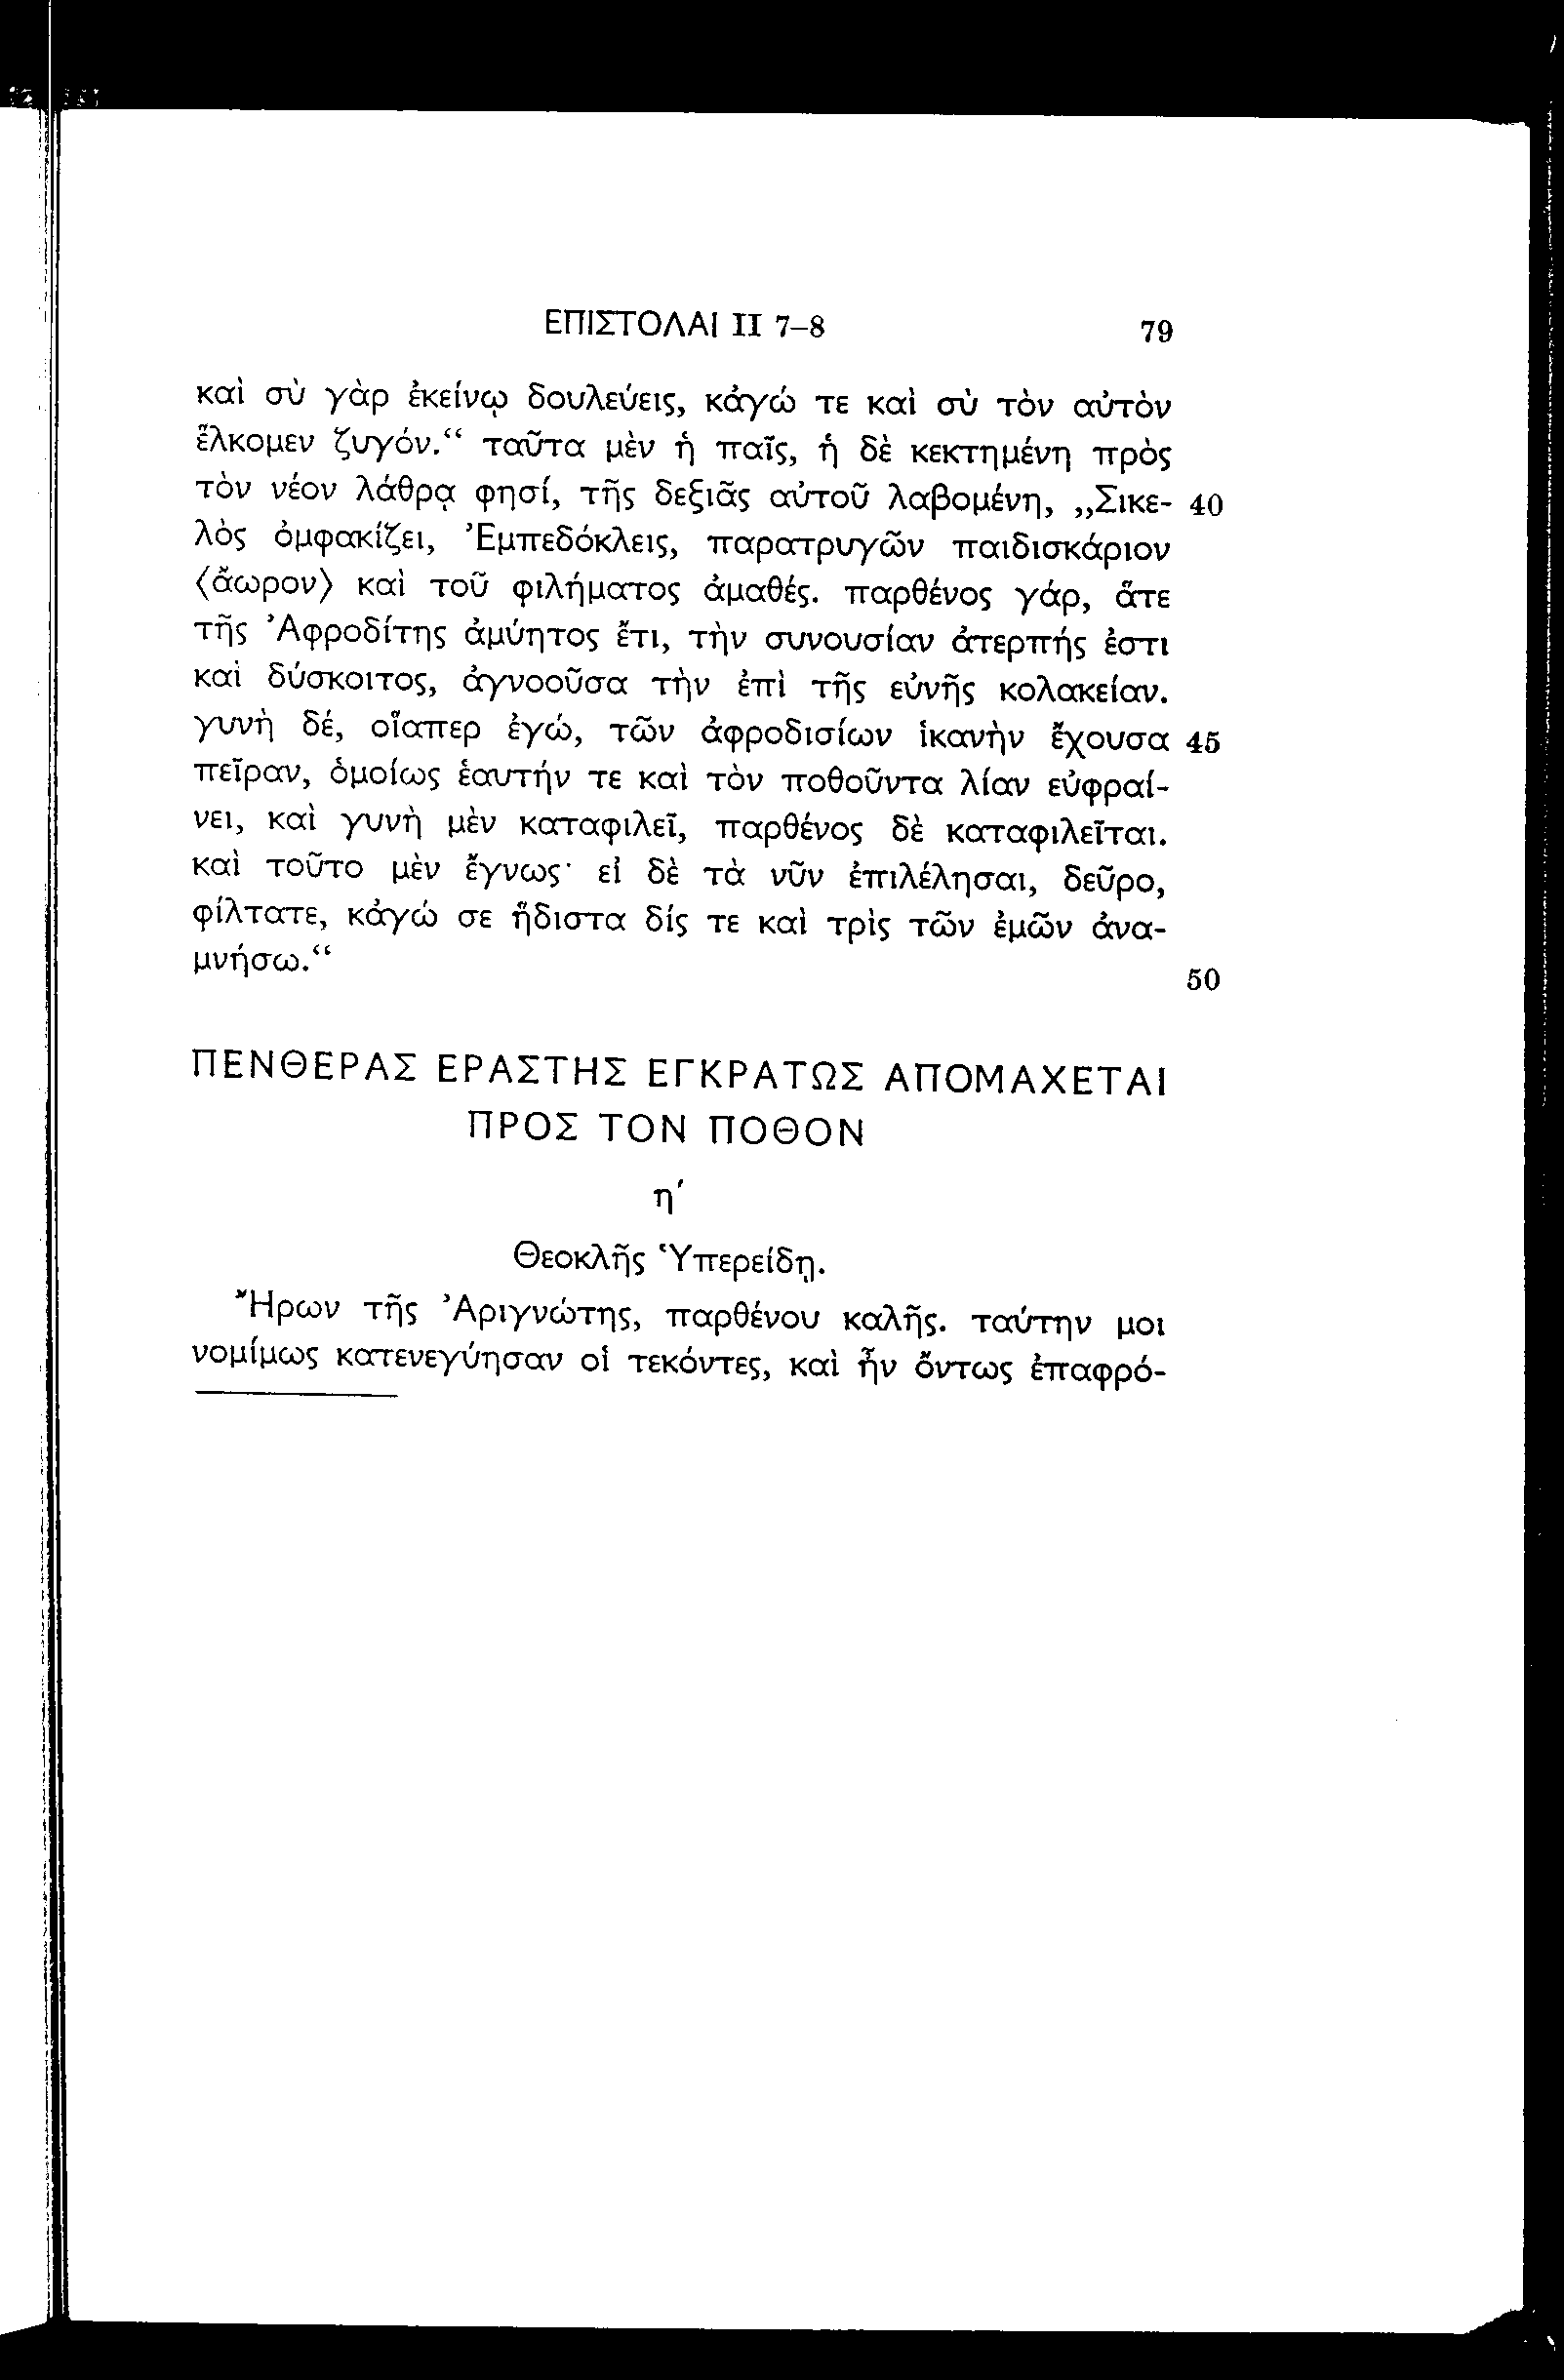 ΕΠΙΣΤΟΛΑΙ II 7–8 79
καὶ σὺ γὰρ ἐκείνῳ δουλεύεις, κἀγώ τε καὶ σὺ τὸν αὐτὸν
ἕλκομεν ζυγόν.“ ταῦτα μὲν ἡ παῖς, ἡ δὲ κεκτημένη πρὸς
τὸν νέον λάθρᾳ φησί, τῆς δεξιᾶς αὐτοῦ λαβομένη, „Σικε- 40
λὸς ὀμφακίζει, Ἐμπεδόκλεις, παρατρυγῶν παιδισκάριον
⟨ἄωρον⟩ καὶ τοῦ φιλήματος ἀμαθές. παρθένος γάρ, ἅτε
τῆς Ἀφροδίτης ἀμύητος ἔτι, τὴν συνουσίαν ἀτερπής ἐστι
καὶ δύσκοιτος, ἀγνοοῦσα τὴν ἐπὶ τῆς εὐνῆς κολακείαν.
γυνὴ δέ, οἵαπερ ἐγώ, τῶν ἀφροδισίων ἱκανὴν ἔχουσα 45
πεῖραν, ὁμοίως ἑαυτήν τε καὶ τὸν ποθοῦντα λίαν εὐφραί-
νει, καὶ γυνὴ μὲν καταφιλεῖ, παρθένος δὲ καταφιλεῖται.
καὶ τοῦτο μὲν ἔγνως· εἰ δὲ τὰ νῦν ἐπιλέλησαι, δεῦρο,
φίλτατε, κἀγώ σε ἥδιστα δίς τε καὶ τρὶς τῶν ἐμῶν ἀνα-
μνήσω.“ 50
ΠΕΝΘΕΡΑΣ ΕΡΑΣΤΗΣ ΕΓΚΡΑΤΩΣ ΑΠΟΜΑΧΕΤΑΙ
ΠΡΟΣ ΤΟΝ ΠΟΘΟΝ
η′
Θεοκλῆς Ὑπερείδῃ.
Ἤρων τῆς Ἀριγνώτης, παρθένου καλῆς. ταύτην μοι
νομίμως κατενεγύησαν οἱ τεκόντες, καὶ ἦν ὄντως ἐπαφρό-